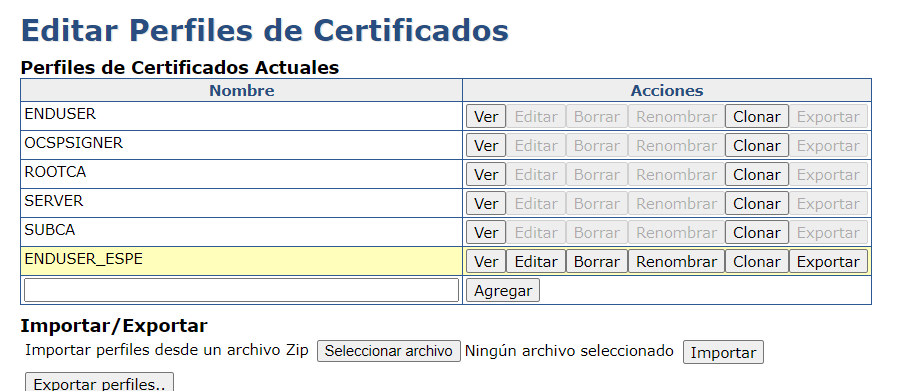 Editar Perfiles de Certificados
Perfiles de Certificados Actuales
Nombre Acciones
ENDUSER Ver Editar Borrar Renombrar Clonar Exportar
OCSPSIGNER Ver Editar Borrar Renombrar Clonar Exportar
ROOTCA Ver Editar Borrar Renombrar Clonar Exportar
SERVER Ver Editar Borrar Renombrar Clonar Exportar
SUBCA Ver Editar Borrar Renombrar Clonar Exportar
ENDUSER_ESPE Ver Editar Borrar Renombrar Clonar Exportar
Agregar
Importar/Exportar
Importar perfiles desde un archivo Zip Seleccionar archivo Ningún archivo seleccionado Importar
Exportar perfiles..